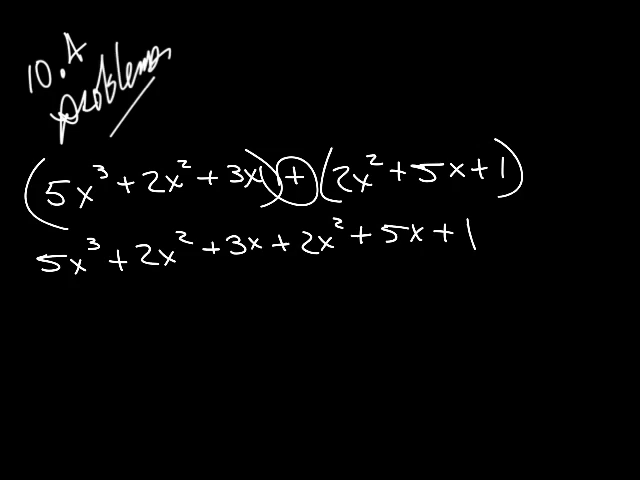 10.A
problems
(5x³ + 2x² + 3x) + (2x² + 5x + 1)
5x³ + 2x² + 3x + 2x² + 5x + 1